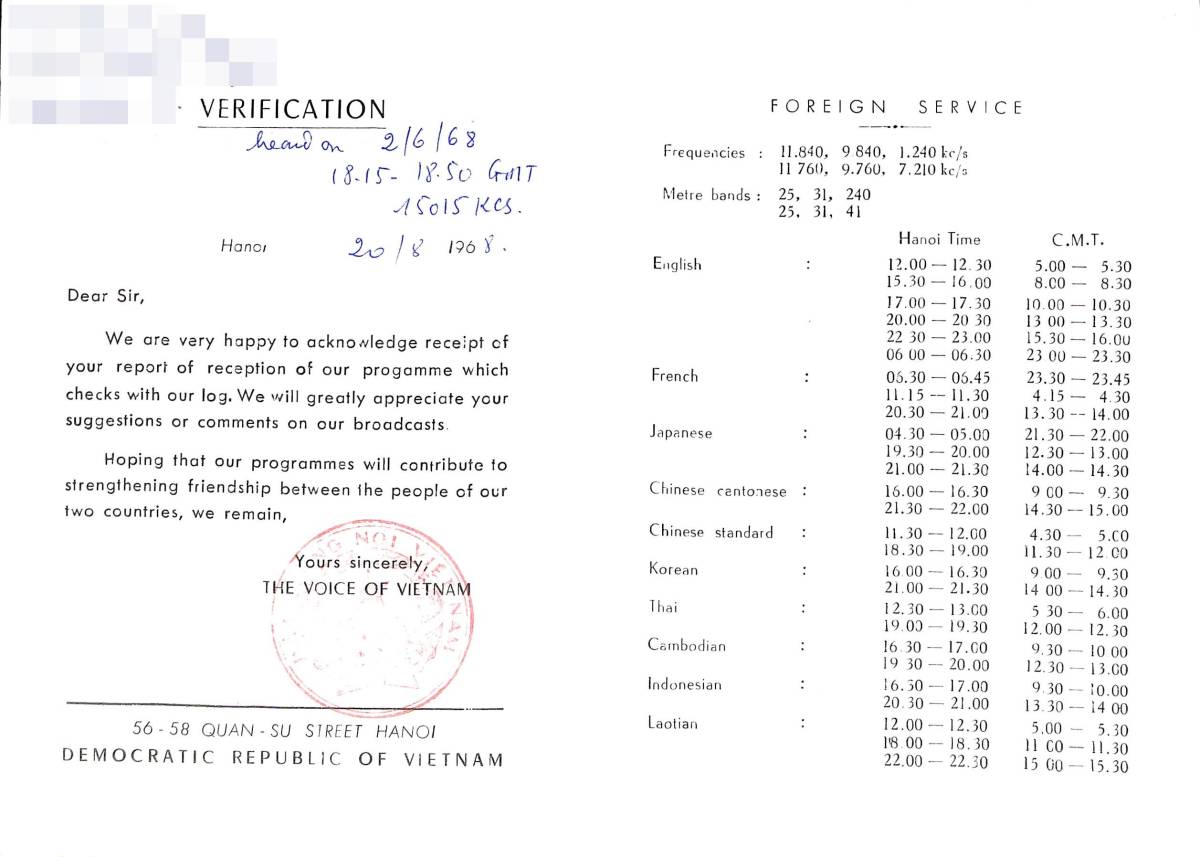 VERIFICATION
heard on 2/6/68
18.15 - 18.50 GMT
15015 KCS.
Hanoi 20/8 1968.
Dear Sir,
We are very happy to acknowledge receipt of
your report of reception of our progamme which
checks with our log. We will greatly appreciate your
suggestions or comments on our broadcasts.
Hoping that our programmes will contribute to
strengthening friendship between the people of our
two countries, we remain,
Yours sincerely,
THE VOICE OF VIETNAM
NG NOI VIETNAM
56 - 58 QUAN - SU STREET HANOI
DEMOCRATIC REPUBLIC OF VIETNAM
FOREIGN SERVICE
Frequencies : 11.840, 9 840, 1.240 kc/s
11 760, 9.760, 7.210 kc/s
Metre bands : 25, 31, 240
25, 31, 41
Hanoi Time C.M.T.
English : 12.00 — 12.30 5.00 — 5.30
15.30 — 16.00 8.00 — 8.30
17.00 — 17.30 10.00 — 10.30
20.00 — 20 30 13 00 — 13.30
22 30 — 23.00 15.30 — 16.00
06 00 — 06.30 23 00 — 23.30
French : 06.30 — 06.45 23.30 — 23.45
11.15 — 11.30 4.15 — 4.30
20.30 — 21.00 13.30 -- 14.00
Japanese : 04.30 — 05.00 21.30 — 22.00
19.30 — 20.00 12.30 — 13.00
21.00 — 21.30 14.00 — 14.30
Chinese cantonese : 16.00 — 16.30 9 00 — 9.30
21.30 — 22.00 14.30 — 15.00
Chinese standard : 11.30 — 12.00 4.30 — 5.00
18.30 — 19.00 11.30 — 12 00
Korean : 16.00 — 16.30 9.00 — 9.30
21.00 — 21.30 14 00 — 14.30
Thai : 12.30 — 13.00 5 30 — 6.00
19.00 — 19.30 12.00 — 12.30
Cambodian : 16 30 — 17.00 9.30 — 10 00
19 30 — 20.00 12.30 — 13.00
Indonesian : 16.30 — 17.00 9.30 — 10.00
20.30 — 21.00 13.30 — 14 00
Laotian : 12.00 — 12.30 5.00 — 5.30
18.00 — 18.30 11 00 — 11.30
22.00 — 22.30 15 00 — 15.30